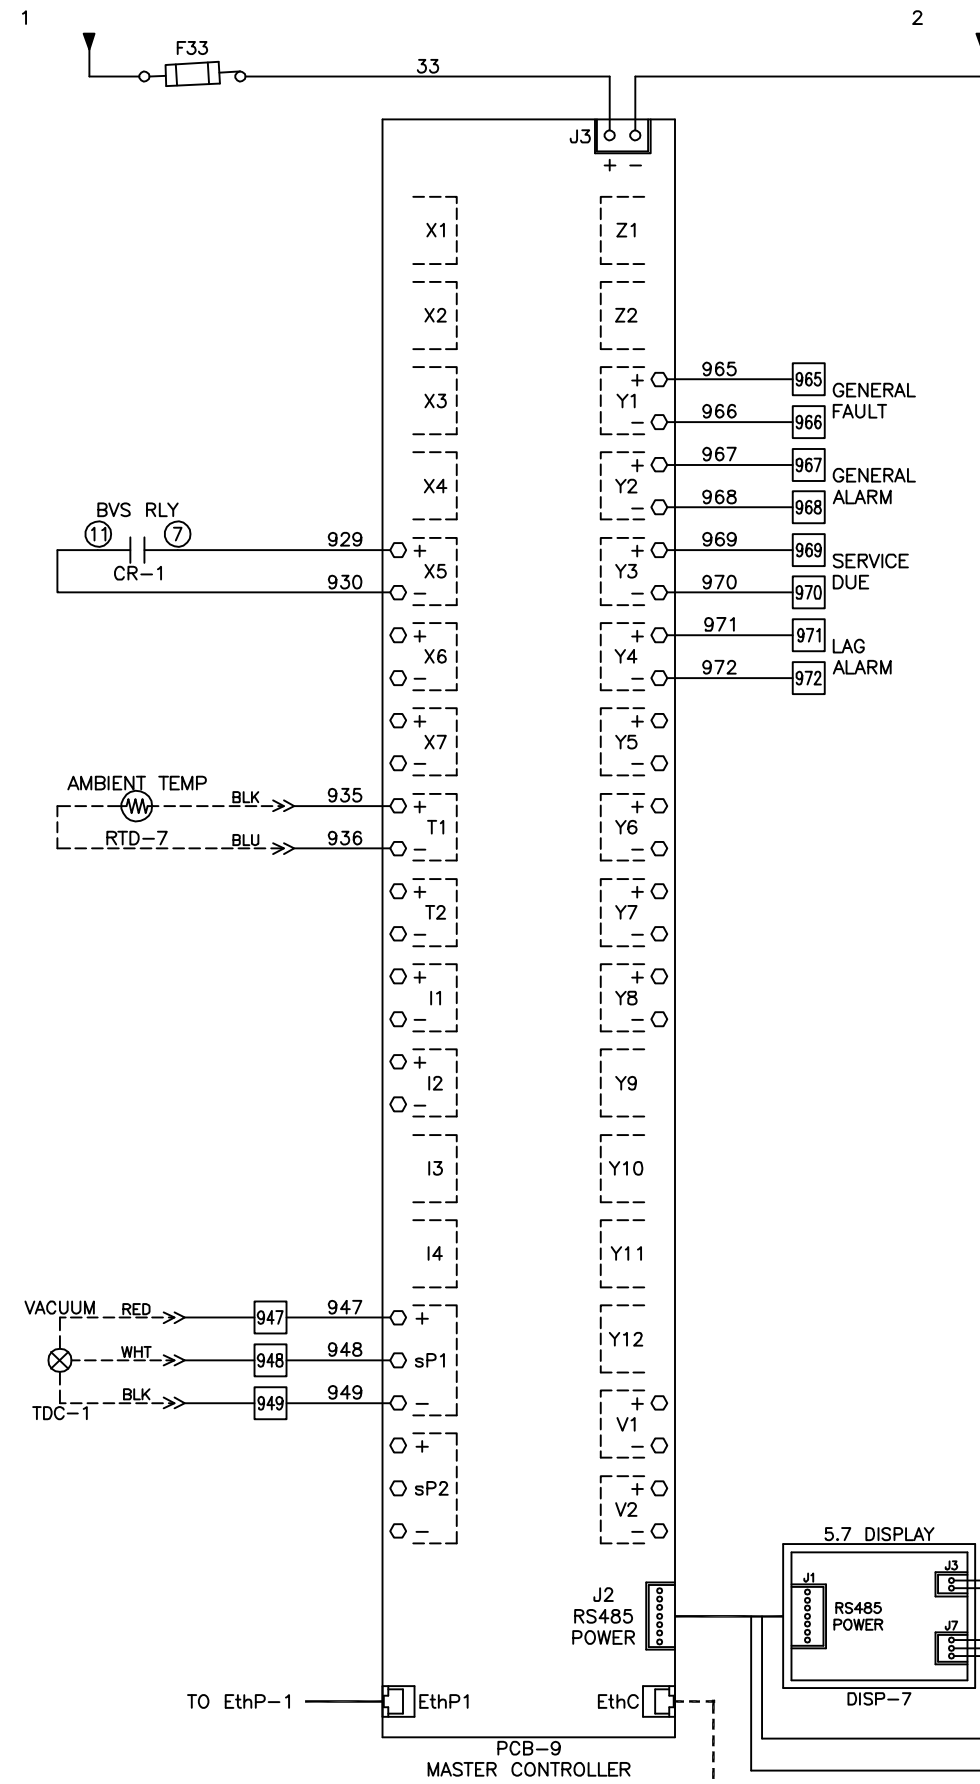 1
2
F33
33
J3
+ −
X1
Z1
X2
Z2
X3
+
Y1
−
965
965
966
966
GENERAL
FAULT
X4
+
Y2
−
967
967
968
968
GENERAL
ALARM
BVS RLY
11
7
CR−1
929
930
+
X5
−
+
Y3
−
969
969
970
970
SERVICE
DUE
+
X6
−
+
Y4
−
971
971
972
972
LAG
ALARM
+
X7
−
+
Y5
−
AMBIENT TEMP
BLK
935
RTD−7
BLU
936
+
T1
−
+
Y6
−
+
T2
−
+
Y7
−
+
I1
−
+
Y8
−
+
I2
−
Y9
I3
Y10
I4
Y11
VACUUM
RED
947
947
+
WHT
948
948
sP1
BLK
949
949
−
TDC−1
Y12
+
V1
−
+
sP2
−
+
V2
−
5.7 DISPLAY
J1
J3
RS485
POWER
J7
DISP−7
J2
RS485
POWER
TO EthP−1
EthP1
EthC
PCB−9
MASTER CONTROLLER